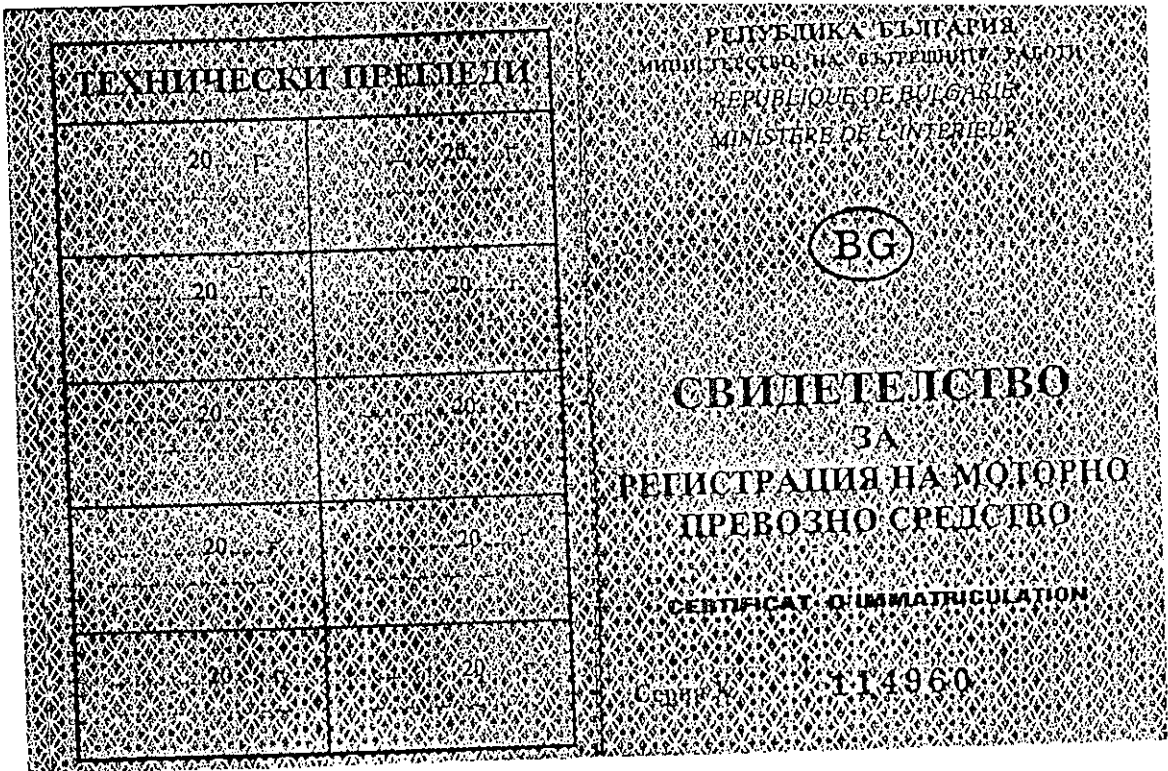 ТЕХНИЧЕСКИ ПРЕГЛЕДИ
20 г. 20 г.
20 г. 20 г.
20 г. 20 г.
20 г. 20 г.
20 г. 20 г.
РЕПУБЛИКА БЪЛГАРИЯ
МИНИСТЕРСТВО НА ВЪТРЕШНИТЕ РАБОТИ
REPUBLIQUE DE BULGARIE
MINISTERE DE L'INTERIEUR
BG
СВИДЕТЕЛСТВО
ЗА
РЕГИСТРАЦИЯ НА МОТОРНО
ПРЕВОЗНО СРЕДСТВО
CERTIFICAT D'IMMATRICULATION
Серия X 114960